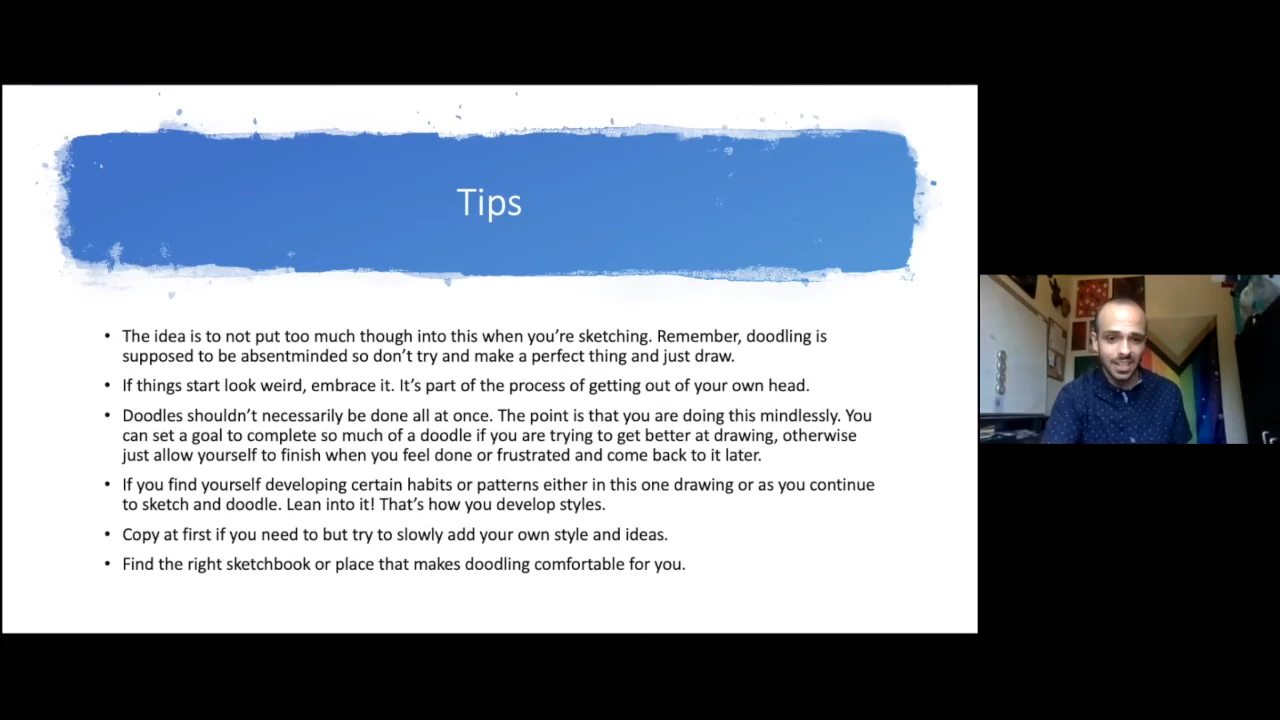 Tips
• The idea is to not put too much though into this when you're sketching. Remember, doodling is
supposed to be absentminded so don't try and make a perfect thing and just draw.
• If things start look weird, embrace it. It's part of the process of getting out of your own head.
• Doodles shouldn't necessarily be done all at once. The point is that you are doing this mindlessly. You
can set a goal to complete so much of a doodle if you are trying to get better at drawing, otherwise
just allow yourself to finish when you feel done or frustrated and come back to it later.
• If you find yourself developing certain habits or patterns either in this one drawing or as you continue
to sketch and doodle. Lean into it! That's how you develop styles.
• Copy at first if you need to but try to slowly add your own style and ideas.
• Find the right sketchbook or place that makes doodling comfortable for you.